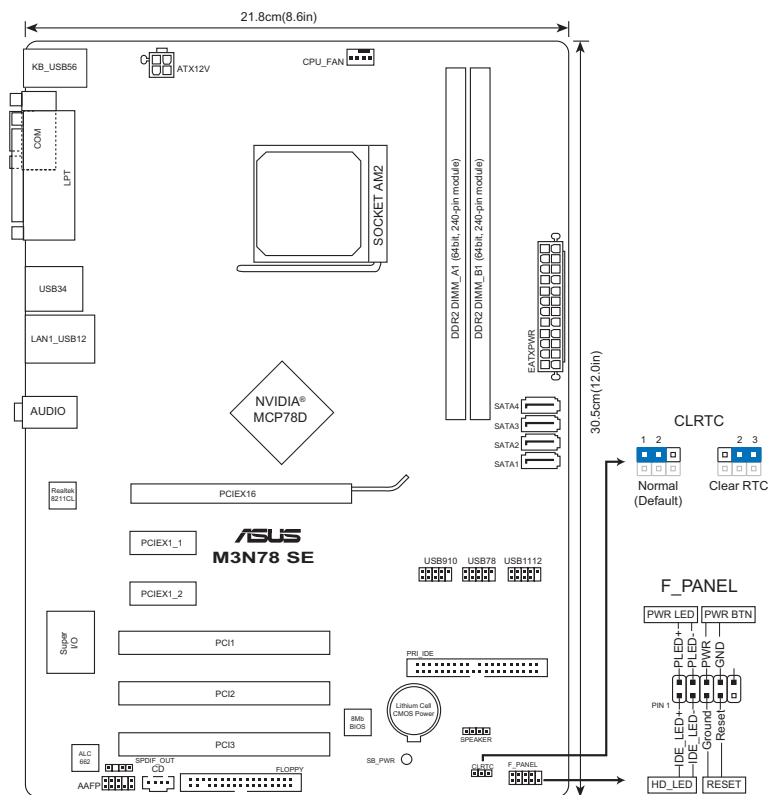 21.8cm(8.6in)
KB_USB56
ATX12V
CPU_FAN
COM
LPT
SOCKET AM2
DDR2 DIMM_A1 (64bit, 240-pin module)
DDR2 DIMM_B1 (64bit, 240-pin module)
EATXPWR
30.5cm(12.0in)
USB34
LAN1_USB12
AUDIO
NVIDIA®
MCP78D
SATA4
SATA3
SATA2
SATA1
CLRTC
1 2
2 3
Normal
(Default)
Clear RTC
Realtek
8211CL
PCIEX16
PCIEX1_1
ASUS
M3N78 SE
USB910
USB78
USB1112
PCIEX1_2
F_PANEL
PWR LED
PWR BTN
PLED+
PLED-
PWR
GND
PIN 1
IDE_LED+
IDE_LED-
Ground
Reset
HD_LED
RESET
Super
I/O
PCI1
PRI_IDE
PCI2
8Mb
BIOS
Lithium Cell
CMOS Power
SPEAKER
PCI3
ALC
662
SPDIF_OUT
CD
FLOPPY
SB_PWR
CLRTC
F_PANEL
AAFP